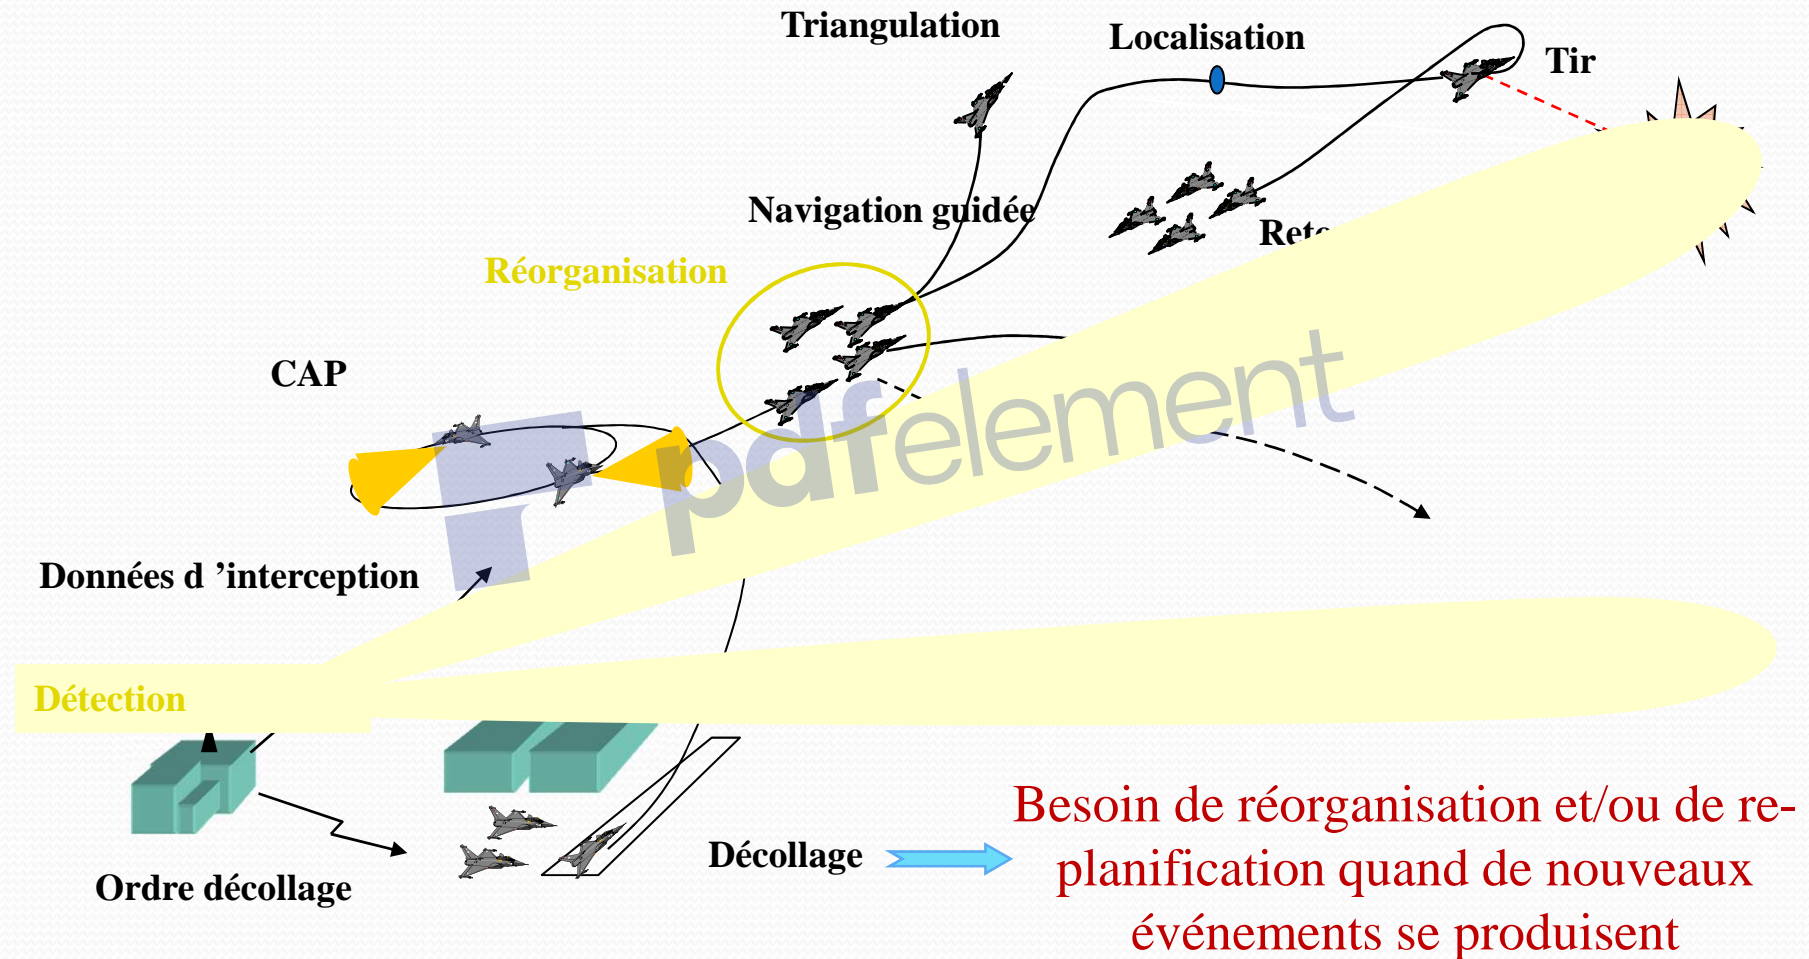 Triangulation
Localisation
Tir
Navigation guidée
Réorganisation
CAP
pdfelement
Données d ’interception
Détection
Ordre décollage
Décollage
Besoin de réorganisation et/ou de re-
planification quand de nouveaux
événements se produisent